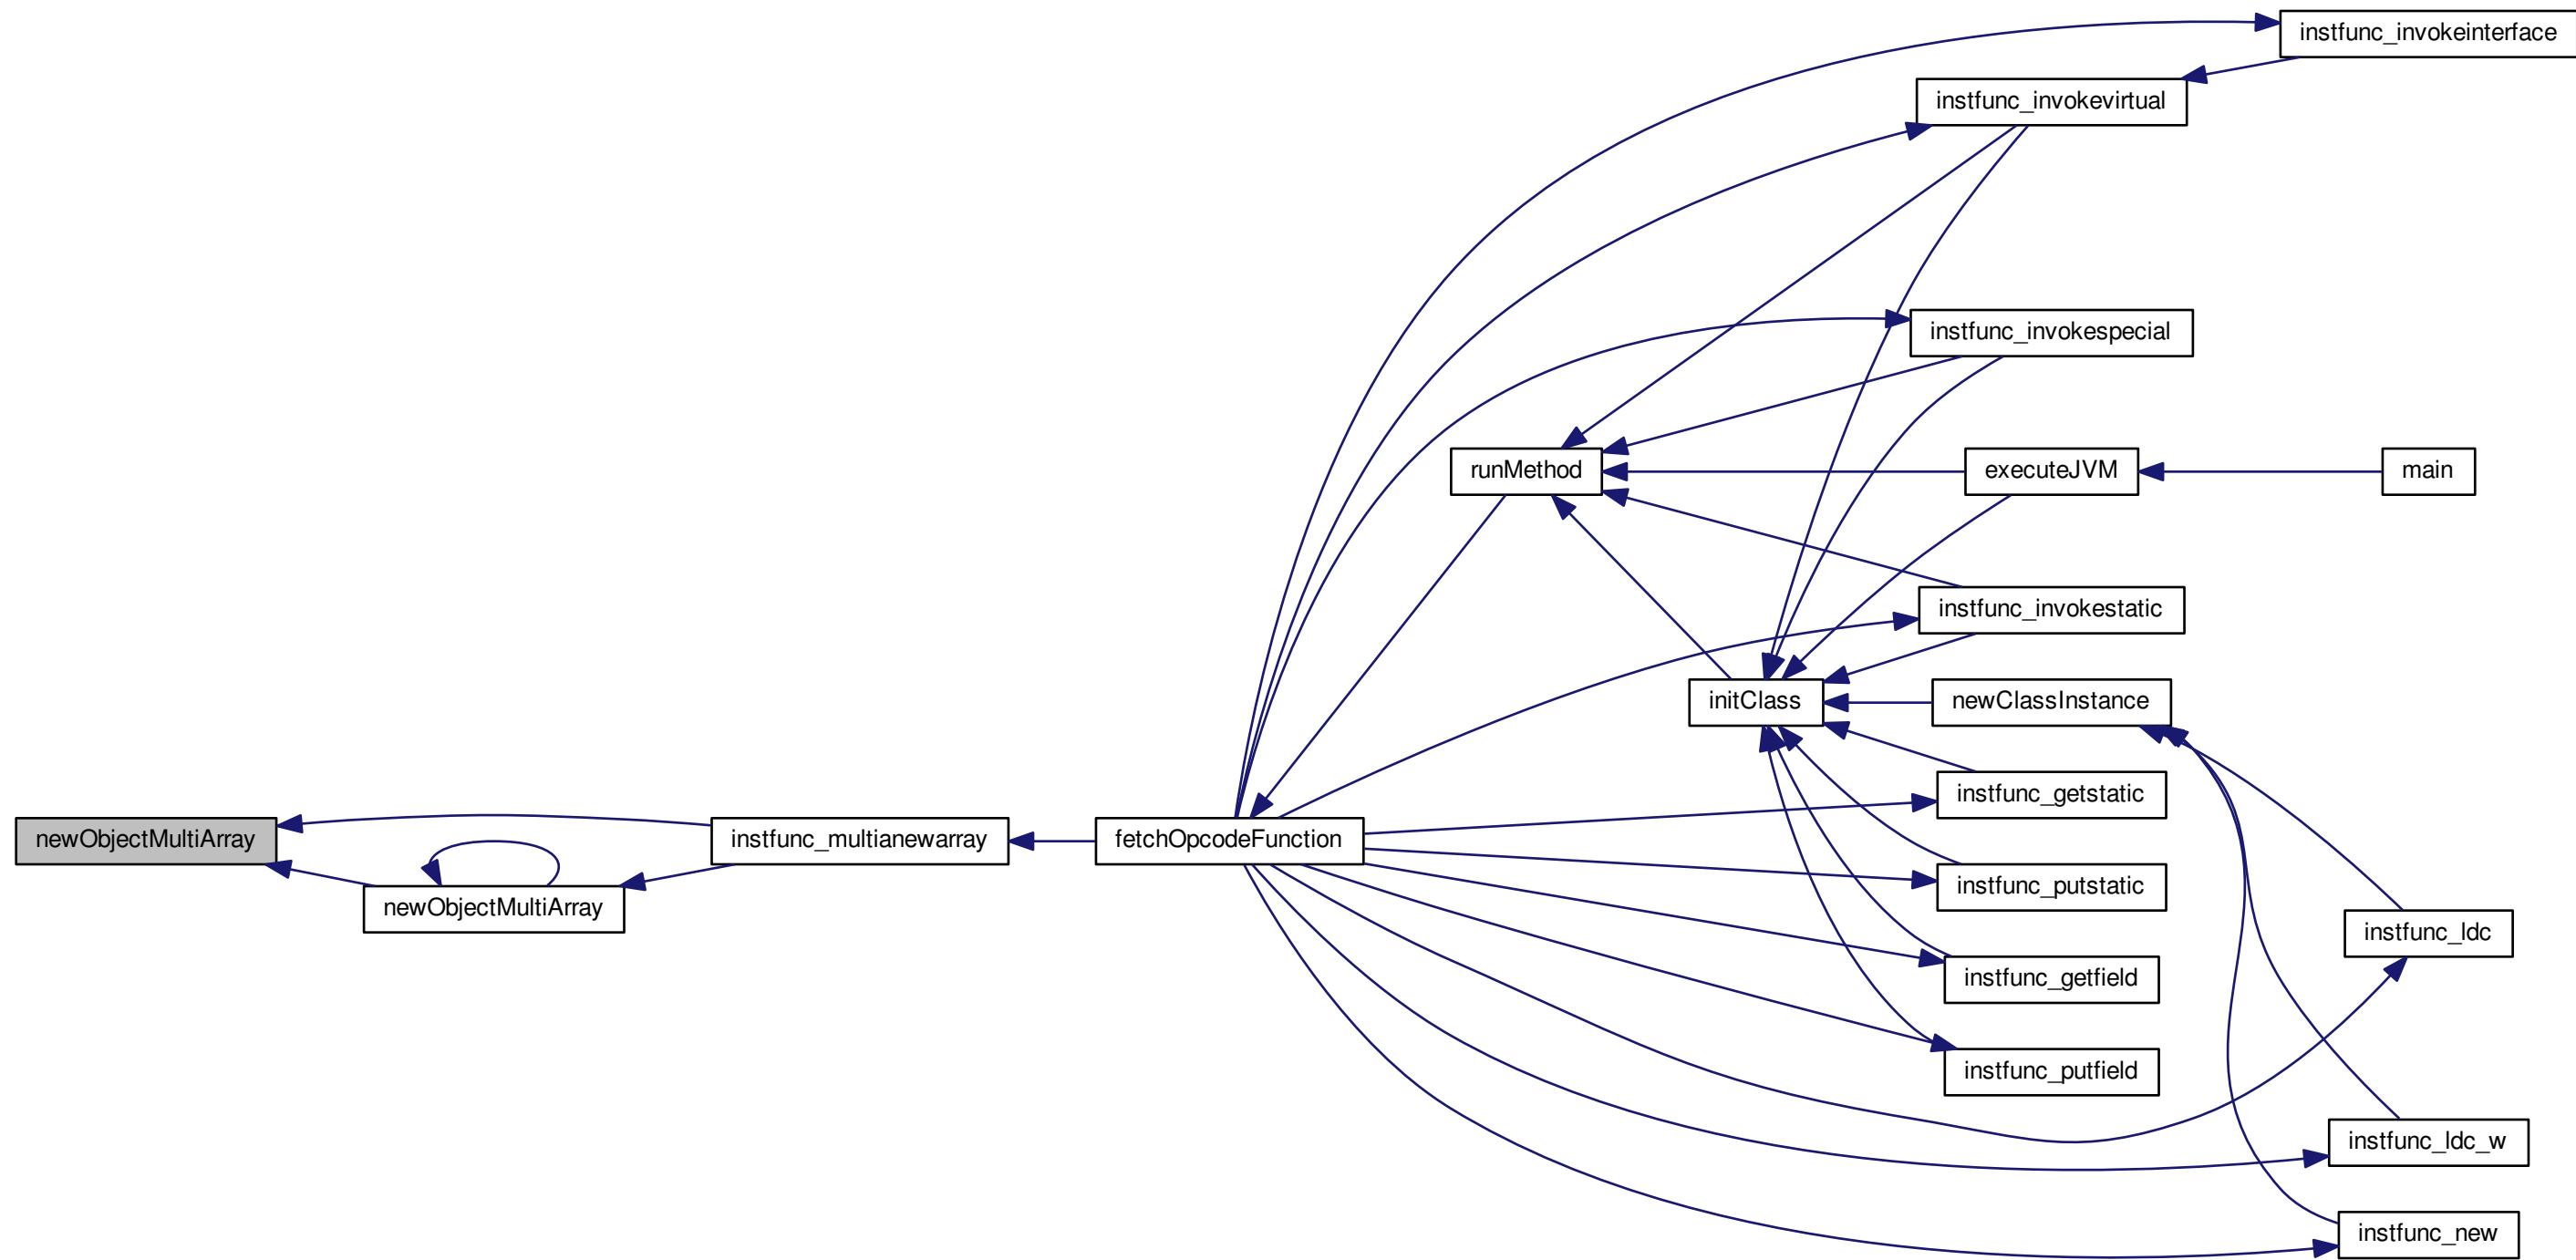 instfunc_invokeinterface
instfunc_invokevirtual
instfunc_invokespecial
runMethod
executeJVM
main
instfunc_invokestatic
initClass
newClassInstance
instfunc_getstatic
newObjectMultiArray
instfunc_multianewarray
fetchOpcodeFunction
instfunc_putstatic
newObjectMultiArray
instfunc_ldc
instfunc_getfield
instfunc_putfield
instfunc_ldc_w
instfunc_new